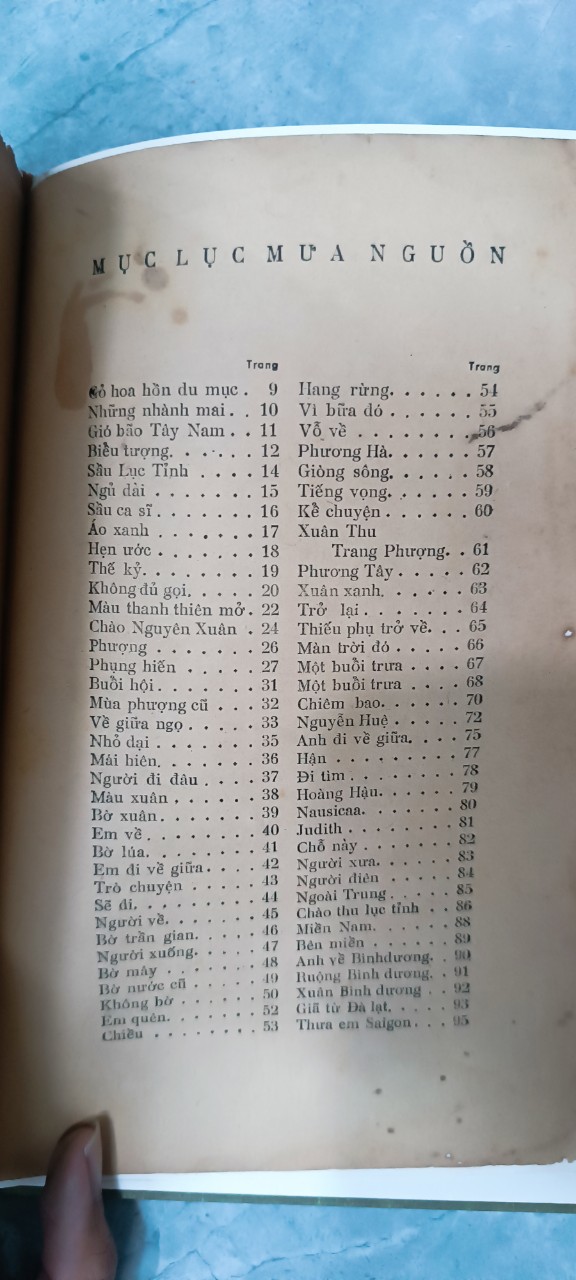 MỤC LỤC MƯA NGUỒN
Trang
Cỏ hoa hồn du mục . 9
Những nhành mai . . 10
Gió bão Tây Nam . . 11
Biểu tượng. . . . . . 12
Sầu Lục Tỉnh . . . . 14
Ngủ dài . . . . . . . 15
Sầu ca sĩ . . . . . . . 16
Áo xanh . . . . . . . 17
Hẹn ước . . . . . . . 18
Thế kỷ. . . . . . . . 19
Không đủ gọi. . . . . 20
Màu thanh thiên mở . 22
Chào Nguyên Xuân . 24
Phượng . . . . . . . 26
Phụng hiến . . . . . 27
Buổi hội . . . . . . . 31
Mùa phượng cũ . . . 32
Về giữa ngọ . . . . . 33
Nhỏ dại . . . . . . . 35
Mái hiên. . . . . . . 36
Người đi đâu . . . . 37
Màu xuân . . . . . . 38
Bờ xuân. . . . . . . 39
Em về . . . . . . . . 40
Bờ lúa. . . . . . . . 41
Em đi về giữa. . . . . 42
Trò chuyện . . . . . 43
Sẽ đi. . . . . . . . . 44
Người về. . . . . . . 45
Bờ trần gian. . . . . 46
Người xuống. . . . . 47
Bờ mây . . . . . . . 48
Bờ nước cũ . . . . . 49
Không bờ . . . . . . 50
Em quên. . . . . . . 52
Chiều . . . . . . . . 53
Trang
Hang rừng. . . . . . 54
Vì bữa đó . . . . . . 55
Vỗ về . . . . . . . . 56
Phương Hà. . . . . . 57
Giòng sông. . . . . . 58
Tiếng vọng. . . . . . 59
Kể chuyện . . . . . . 60
Xuân Thu
Trang Phượng. . 61
Phương Tây . . . . . 62
Xuân xanh. . . . . . 63
Trở lại . . . . . . . 64
Thiếu phụ trở về. . . 65
Màn trời đó . . . . . 66
Một buổi trưa . . . . 67
Một buổi trưa . . . . 68
Chiêm bao. . . . . . 70
Nguyễn Huệ . . . . . 72
Anh đi về giữa. . . . 75
Hận . . . . . . . . . 77
Đi tìm . . . . . . . . 78
Hoàng Hậu. . . . . . 79
Nausicaa. . . . . . . 80
Judith . . . . . . . . 81
Chỗ này . . . . . . . 82
Người xưa. . . . . . 83
Người điên . . . . . 84
Ngoài Trung . . . . . 85
Chào thu lục tỉnh . . 86
Miền Nam. . . . . . 88
Bên miền . . . . . . 89
Anh về Bìnhdương. . 90
Ruộng Bình dương. . 91
Xuân Bình dương . . 92
Giã từ Đà lạt. . . . . 93
Thưa em Saigon . . . 95